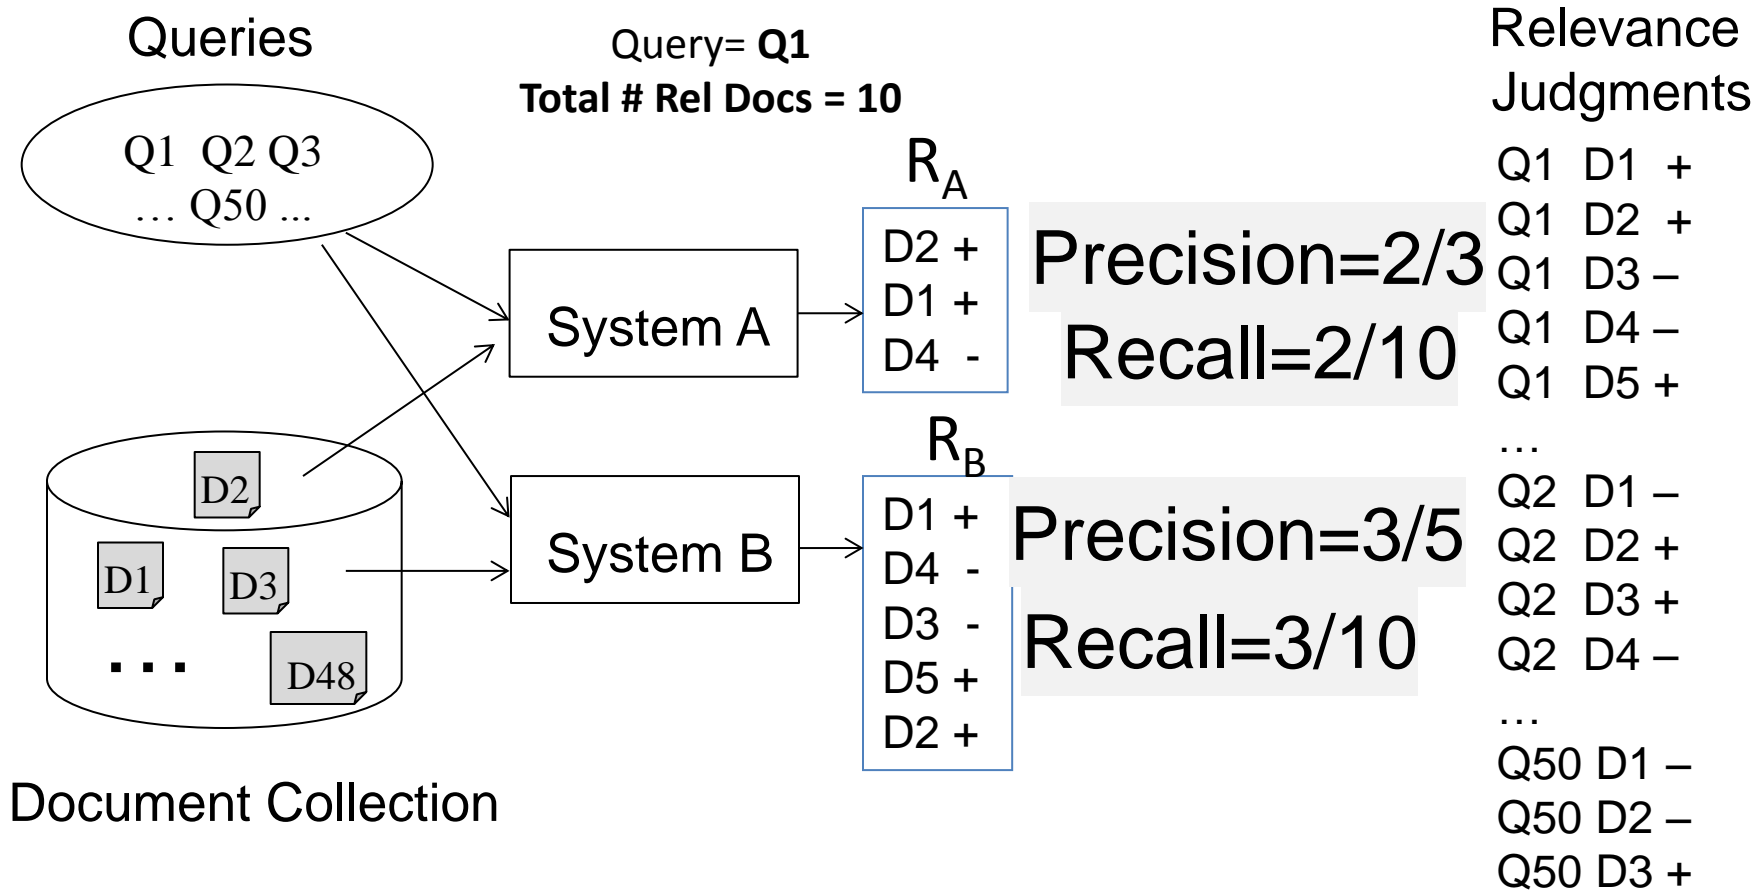 Queries
Q1 Q2 Q3
… Q50 ...
Query= Q1
Total # Rel Docs = 10
System A
System B
D2
D1
D3
...
D48
Document Collection
R_A
D2 +
D1 +
D4 -
Precision=2/3
Recall=2/10
R_B
D1 +
D4 -
D3 -
D5 +
D2 +
Precision=3/5
Recall=3/10
Relevance
Judgments
Q1 D1 +
Q1 D2 +
Q1 D3 –
Q1 D4 –
Q1 D5 +
…
Q2 D1 –
Q2 D2 +
Q2 D3 +
Q2 D4 –
…
Q50 D1 –
Q50 D2 –
Q50 D3 +